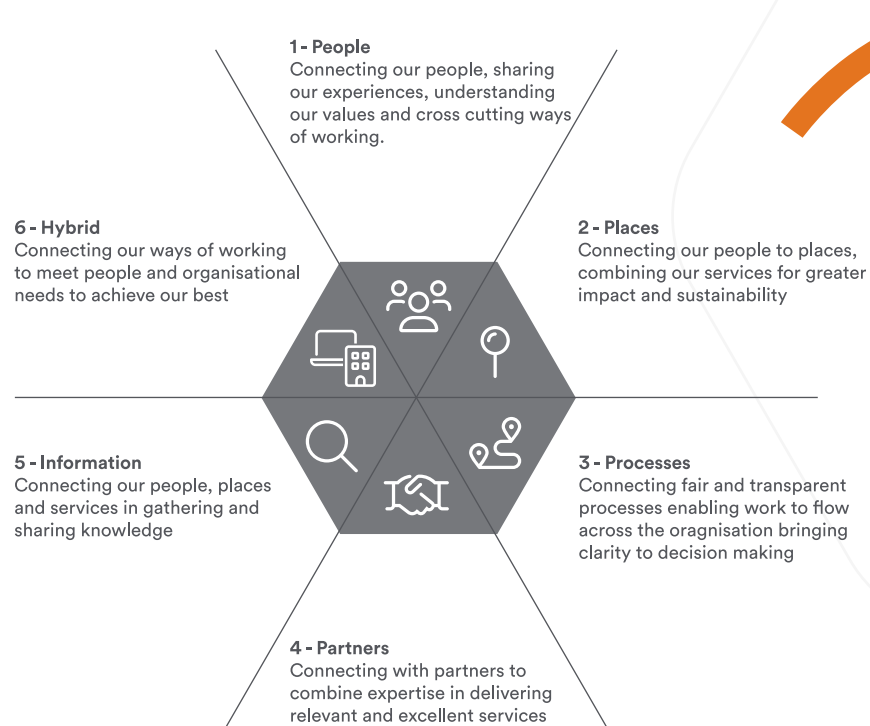 1 - People
Connecting our people, sharing
our experiences, understanding
our values and cross cutting ways
of working.
2 - Places
Connecting our people to places,
combining our services for greater
impact and sustainability
3 - Processes
Connecting fair and transparent
processes enabling work to flow
across the oragnisation bringing
clarity to decision making
4 - Partners
Connecting with partners to
combine expertise in delivering
relevant and excellent services
5 - Information
Connecting our people, places
and services in gathering and
sharing knowledge
6 - Hybrid
Connecting our ways of working
to meet people and organisational
needs to achieve our best